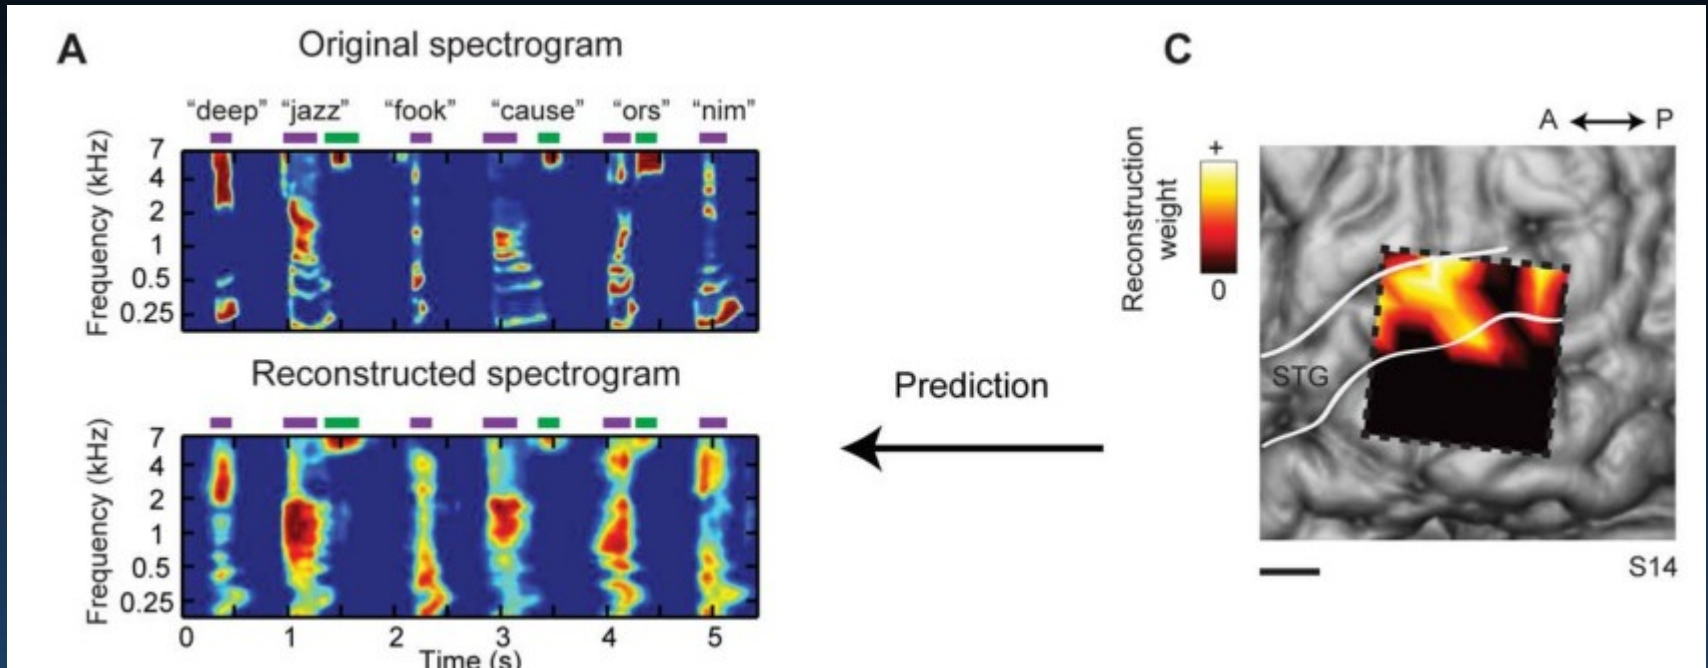 A
Original spectrogram
“deep” “jazz” “fook” “cause” “ors” “nim”
Frequency (kHz)
7
4
2
1
0.5
0.25
Reconstructed spectrogram
Frequency (kHz)
7
4
2
1
0.5
0.25
0 1 2 3 4 5
Time (s)
Prediction
C
A P
Reconstruction
weight
+
0
STG
S14